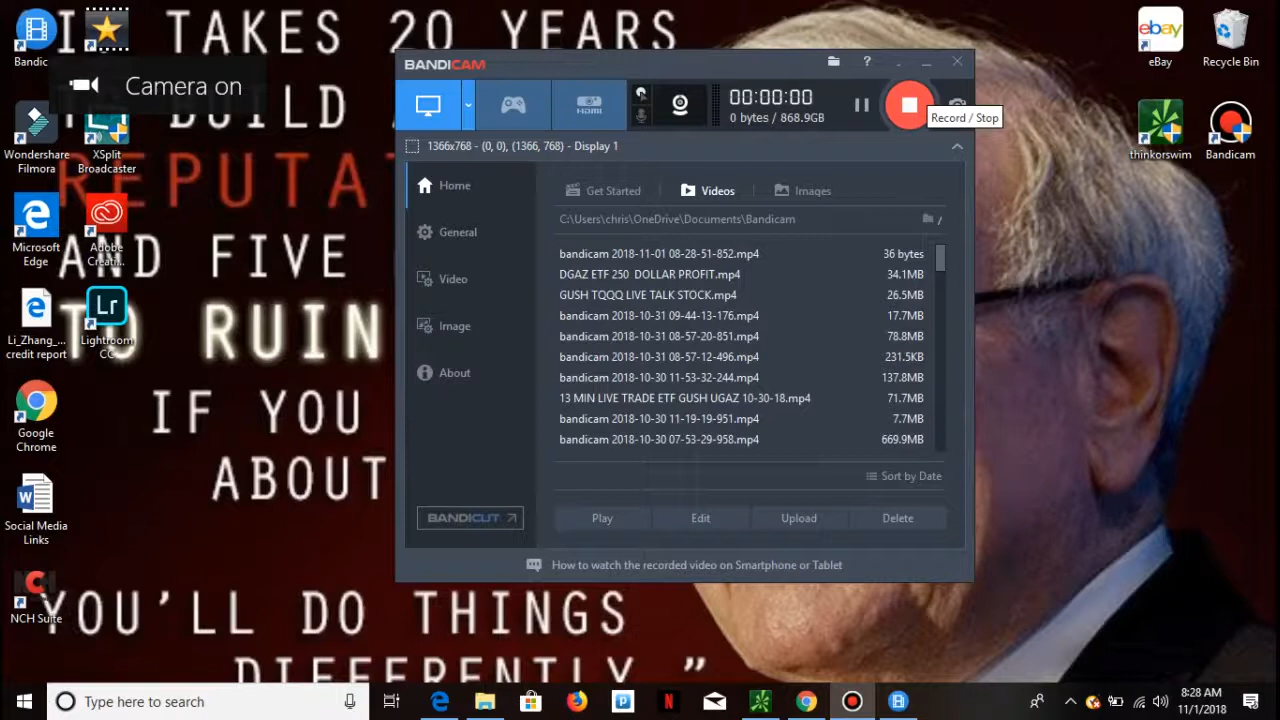 IT TAKES 20 YEARS
TO BUILD A
REPUTA
AND FIVE
TO RUIN
IF YOU
ABOUT
YOU'LL DO THINGS
DIFFERENTLY."
Bandic
Camera on
Wondershare
Filmora
XSplit
Broadcaster
Microsoft
Edge
Adobe
Creati...
Li_Zhang_...
credit report
Lr
Lightroom
CC
Google
Chrome
Social Media
Links
NCH Suite
BANDICAM
?
HDMI
00:00:00
0 bytes / 868.9GB
Record / Stop
1366x768 - (0, 0), (1366, 768) - Display 1
Home
General
Video
Image
About
BANDICUT
Get Started
Videos
Images
C:\Users\chris\OneDrive\Documents\Bandicam
/
bandicam 2018-11-01 08-28-51-852.mp4 36 bytes
DGAZ ETF 250 DOLLAR PROFIT.mp4 34.1MB
GUSH TQQQ LIVE TALK STOCK.mp4 26.5MB
bandicam 2018-10-31 09-44-13-176.mp4 17.7MB
bandicam 2018-10-31 08-57-20-851.mp4 78.8MB
bandicam 2018-10-31 08-57-12-496.mp4 231.5KB
bandicam 2018-10-30 11-53-32-244.mp4 137.8MB
13 MIN LIVE TRADE ETF GUSH UGAZ 10-30-18.mp4 71.7MB
bandicam 2018-10-30 11-19-19-951.mp4 7.7MB
bandicam 2018-10-30 07-53-29-958.mp4 669.9MB
Sort by Date
Play Edit Upload Delete
How to watch the recorded video on Smartphone or Tablet
ebay
eBay
Recycle Bin
thinkorswim
Bandicam
Type here to search
8:28 AM
11/1/2018